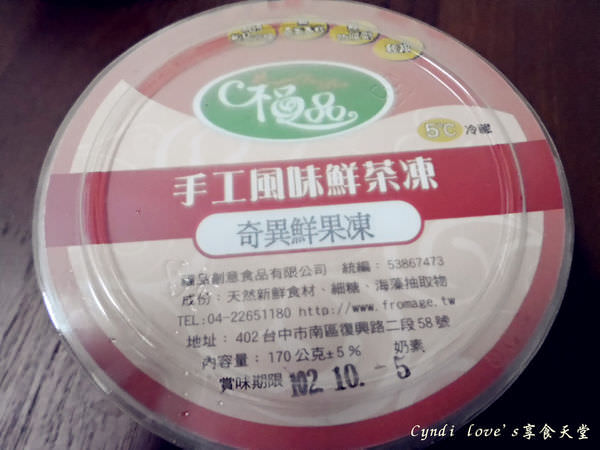 5℃ 冷藏
手工風味鮮茶凍
奇異鮮果凍
福品創意食品有限公司 統編：53867473
成份：天然新鮮食材、細糖、海藻抽取物
TEL:04-22651180 http://www.fromage.tw
地址：402台中市南區復興路二段58號
內容量：170公克±5% 奶素
賞味期限 102.10.-5
Cyndi love's享食天堂